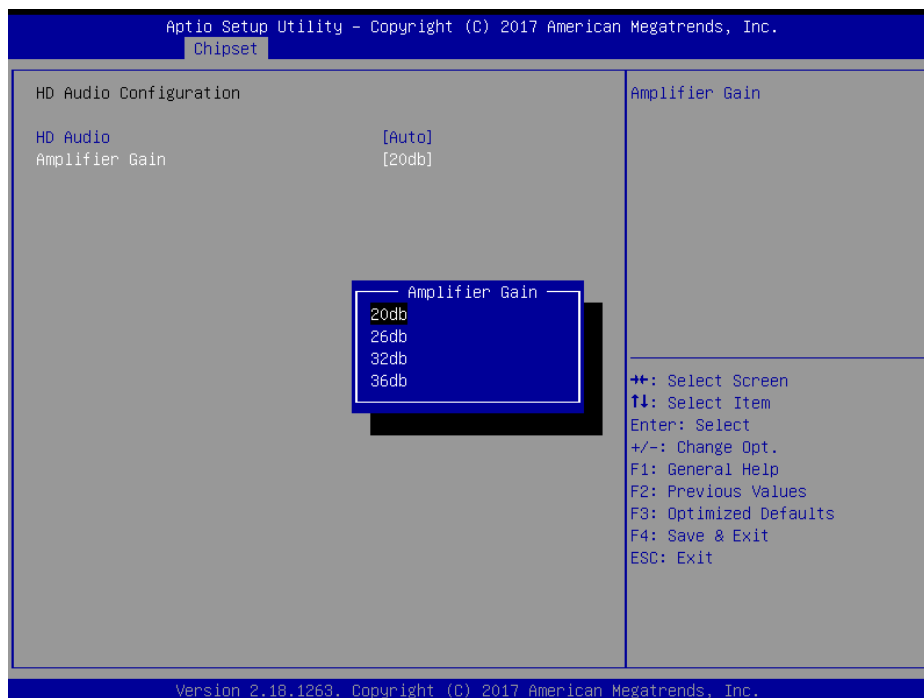 Aptio Setup Utility – Copyright (C) 2017 American Megatrends, Inc.
Chipset
HD Audio Configuration
HD Audio [Auto]
Amplifier Gain [20db]
Amplifier Gain
20db
26db
32db
36db
Amplifier Gain
→←: Select Screen
↑↓: Select Item
Enter: Select
+/-: Change Opt.
F1: General Help
F2: Previous Values
F3: Optimized Defaults
F4: Save & Exit
ESC: Exit
Version 2.18.1263. Copyright (C) 2017 American Megatrends, Inc.